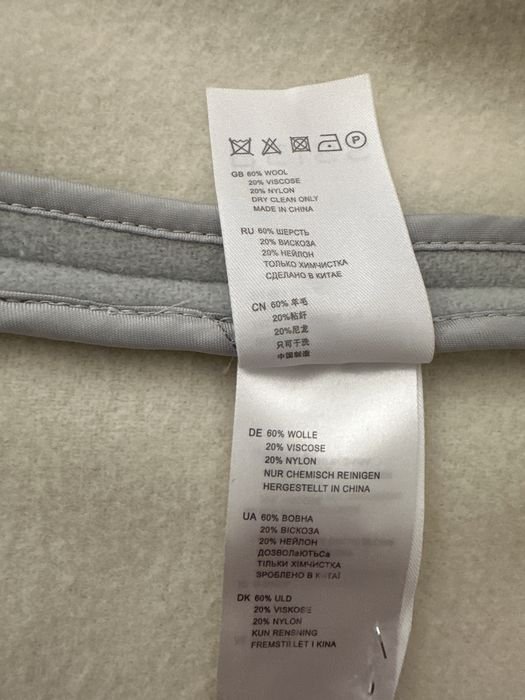 P
GB 60% WOOL
20% VISCOSE
20% NYLON
DRY CLEAN ONLY
MADE IN CHINA
RU 60% ШЕРСТЬ
20% ВИСКОЗА
20% НЕЙЛОН
ТОЛЬКО ХИМЧИСТКА
СДЕЛАНО В КИТАЕ
CN 60% 羊毛
20%粘纤
20%尼龙
只可干洗
中国制造
DE 60% WOLLE
20% VISCOSE
20% NYLON
NUR CHEMISCH REINIGEN
HERGESTELLT IN CHINA
UA 60% ВОВНА
20% ВІСКОЗА
20% НЕЙЛОН
ДОЗВОЛаЮТЬСа
ТІЛЬКИ ХІМЧИСТКА
ЗРОБЛЕНО В КИТАЇ
DK 60% ULD
20% VISKOSE
20% NYLON
KUN RENSNING
FREMSTILLET I KINA